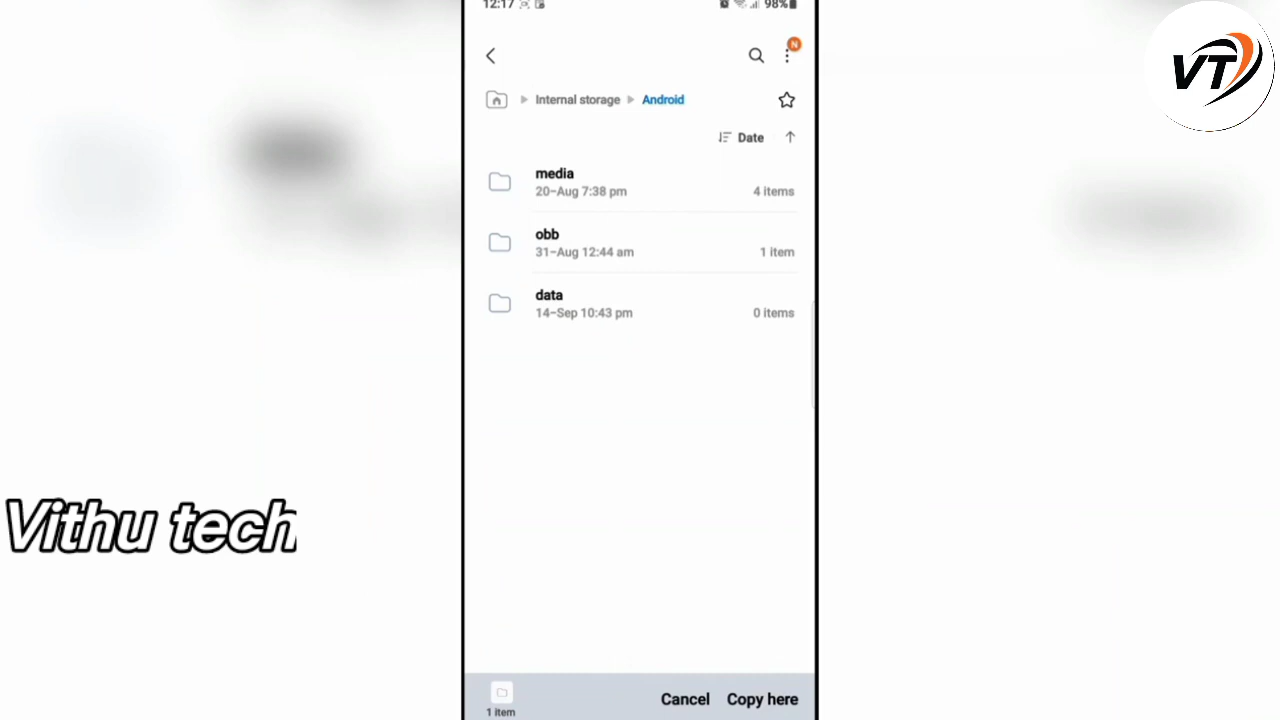 12:17 98%
VT
N
Internal storage Android
Date
media
20-Aug 7:38 pm 4 items
obb
31-Aug 12:44 am 1 item
data
14-Sep 10:43 pm 0 items
Vithu tech
Cancel Copy here
1 item